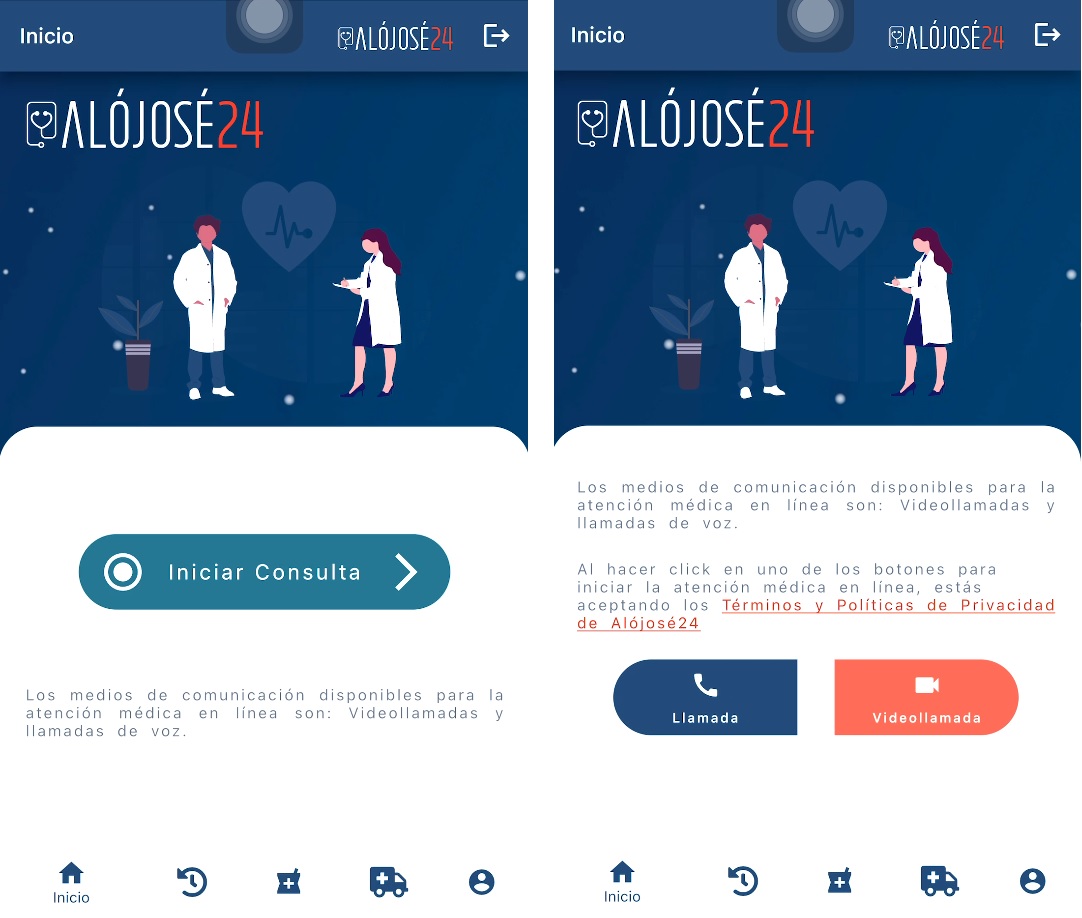 Inicio
ALÓJOSÉ24
ALÓJOSÉ24
Iniciar Consulta
Los medios de comunicación disponibles para la
atención médica en línea son: Videollamadas y
llamadas de voz.
Inicio
Inicio
ALÓJOSÉ24
ALÓJOSÉ24
Los medios de comunicación disponibles para la
atención médica en línea son: Videollamadas y
llamadas de voz.
Al hacer click en uno de los botones para
iniciar la atención médica en línea, estás
aceptando los Términos y Políticas de Privacidad
de Alójosé24
Llamada
Videollamada
Inicio